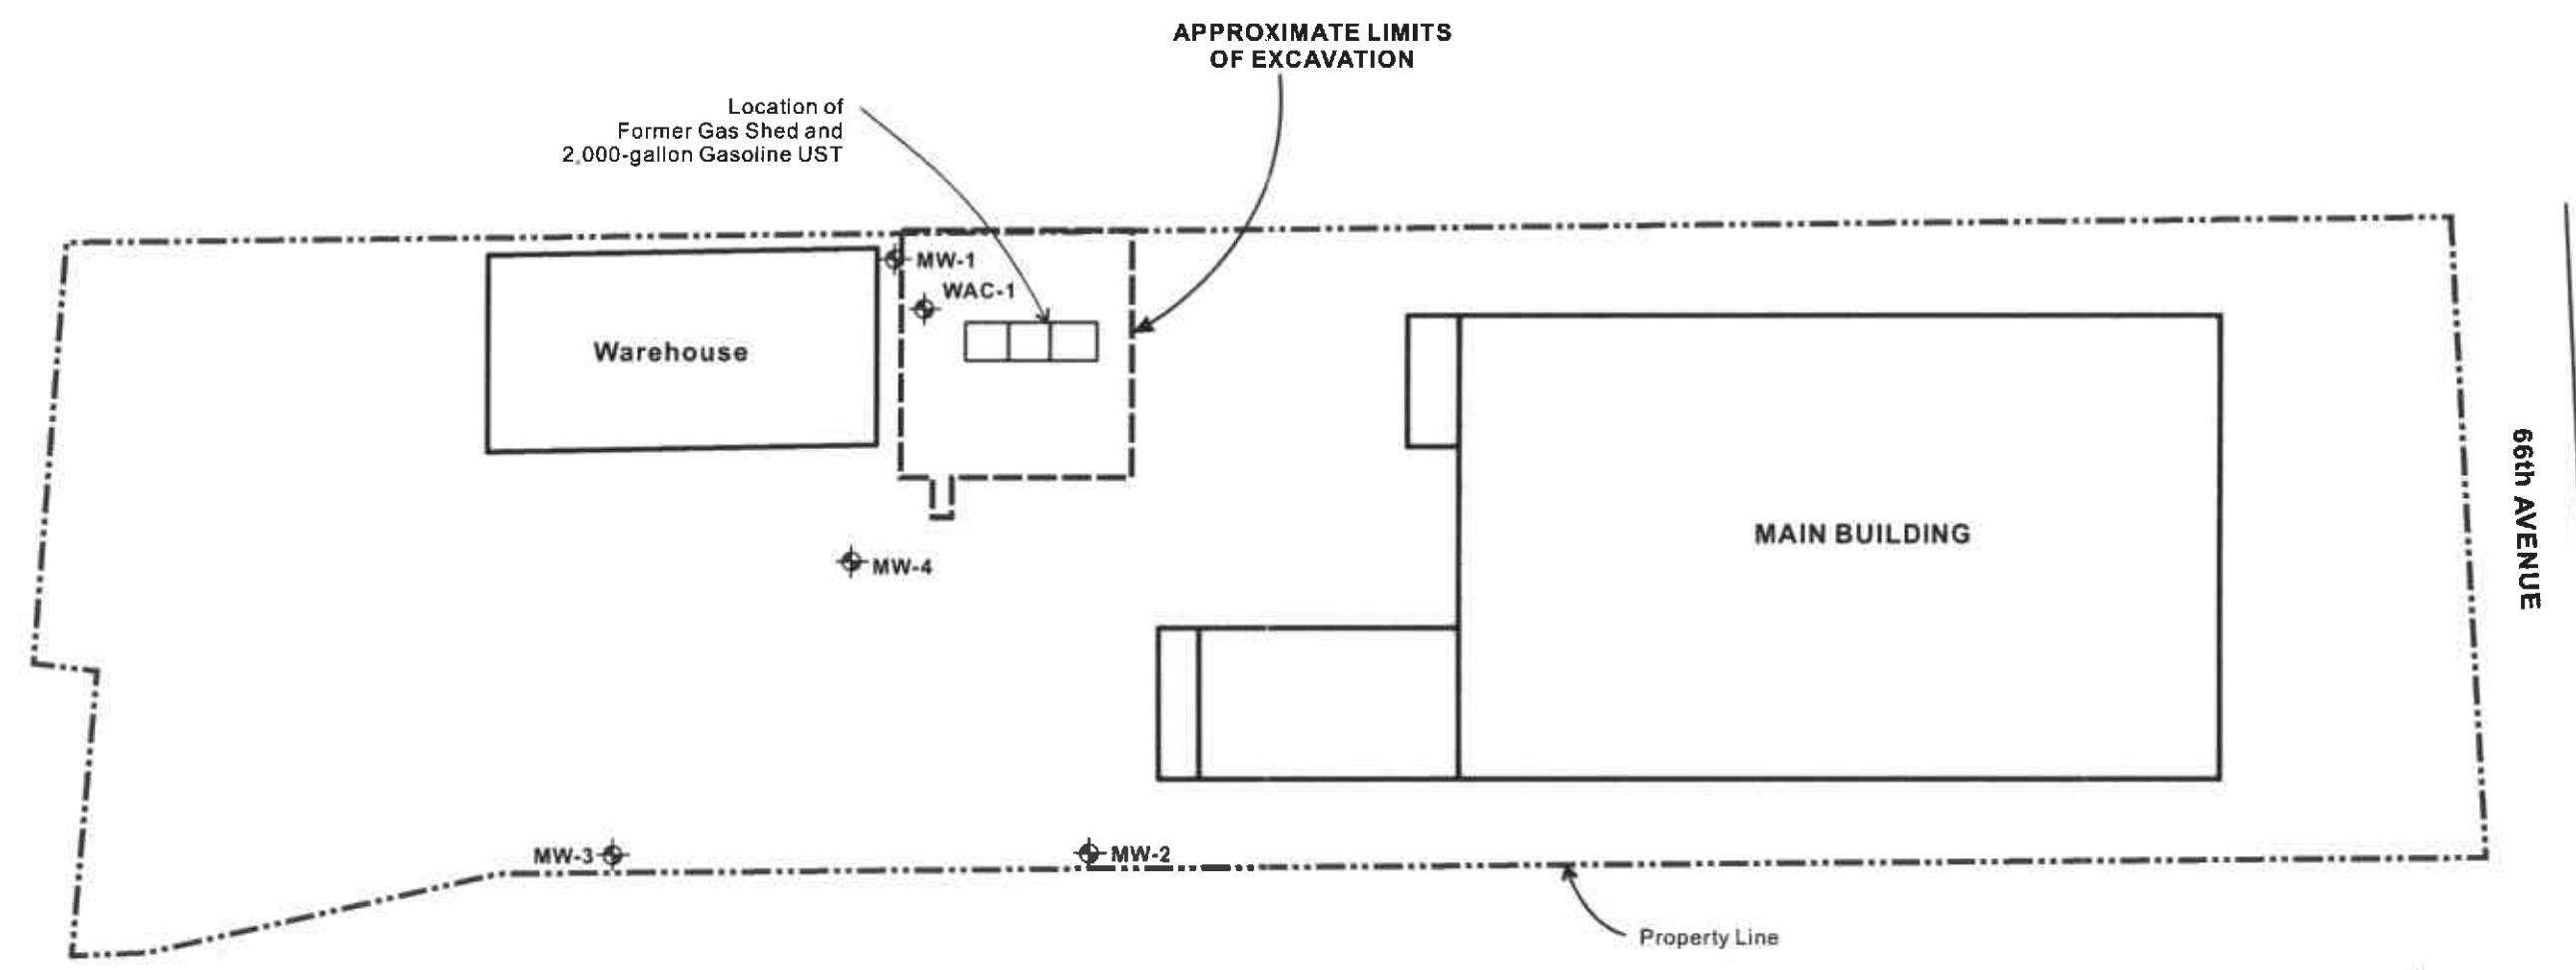 APPROXIMATE LIMITS
OF EXCAVATION
Location of
Former Gas Shed and
2,000-gallon Gasoline UST
MW-1
WAC-1
Warehouse
66th AVENUE
MAIN BUILDING
MW-4
MW-3
MW-2
Property Line